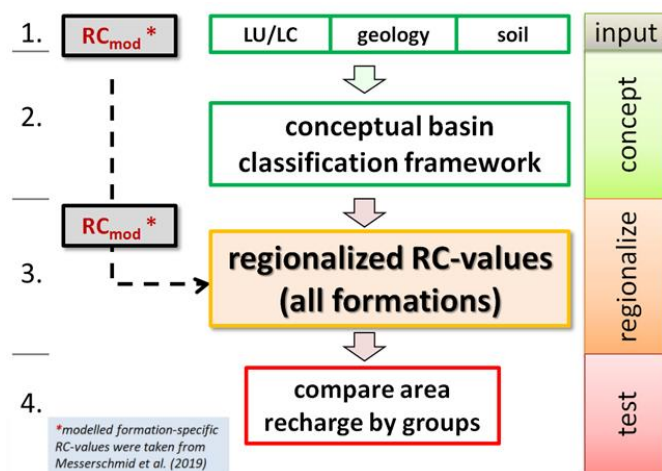 1.
RCmod *
LU/LC
geology
soil
input
2.
conceptual basin
classification framework
concept
RCmod *
3.
regionalized RC-values
(all formations)
regionalize
4.
compare area
recharge by groups
test
*modelled formation-specific
RC-values were taken from
Messerschmid et al. (2019)